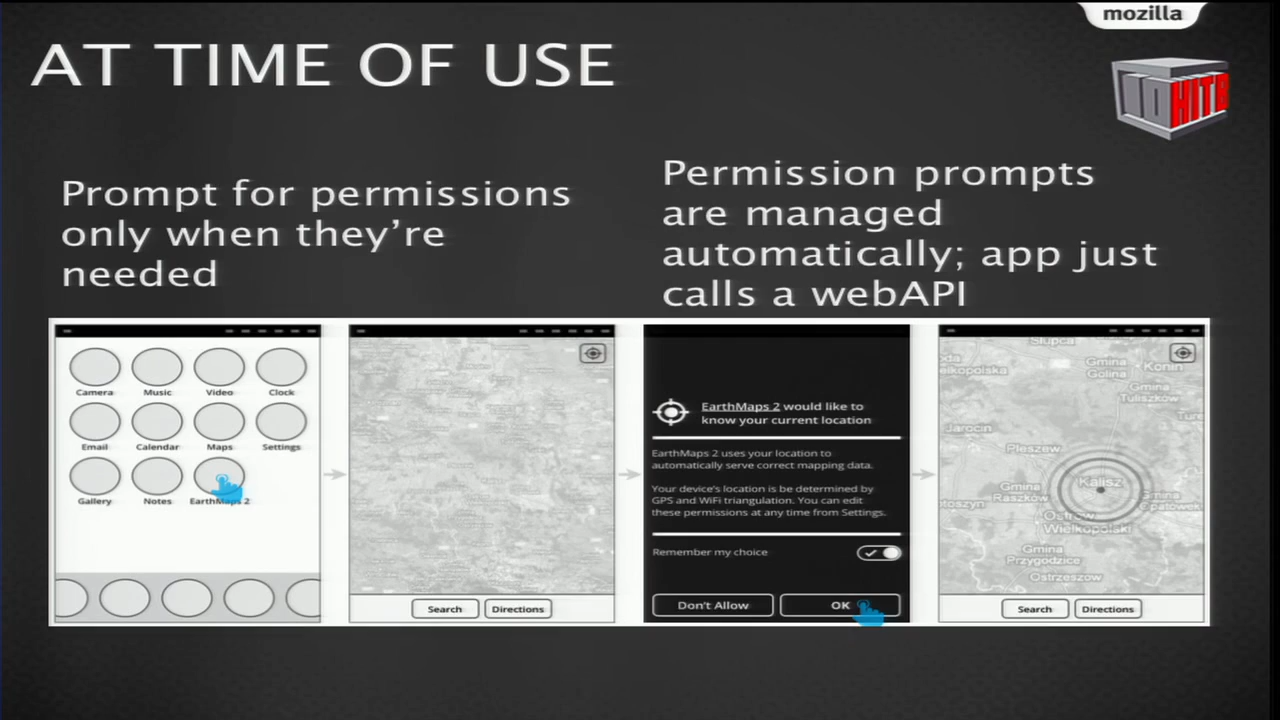 mozilla
AT TIME OF USE
10 HITB
Prompt for permissions
only when they're
needed
Permission prompts
are managed
automatically; app just
calls a webAPI
Camera Music Video Clock
Email Calendar Maps Settings
Gallery Notes EarthMaps 2
Search Directions
EarthMaps 2 would like to
know your current location
EarthMaps 2 uses your location to
automatically serve correct mapping data.
Your device's location is be determined by
GPS and WiFi triangulation. You can edit
these permissions at any time from Settings.
Remember my choice
Don't Allow OK
Słupca
Gmina
Golina
Konin
Gmina
Tuliszków
Jarocin
Pleszew
Kalisz
Gmina
Raszków
Gmina
Opatówek
Ostrów
Wielkopolski
Gmina
Przygodzice
Ostrzeszow
Search Directions